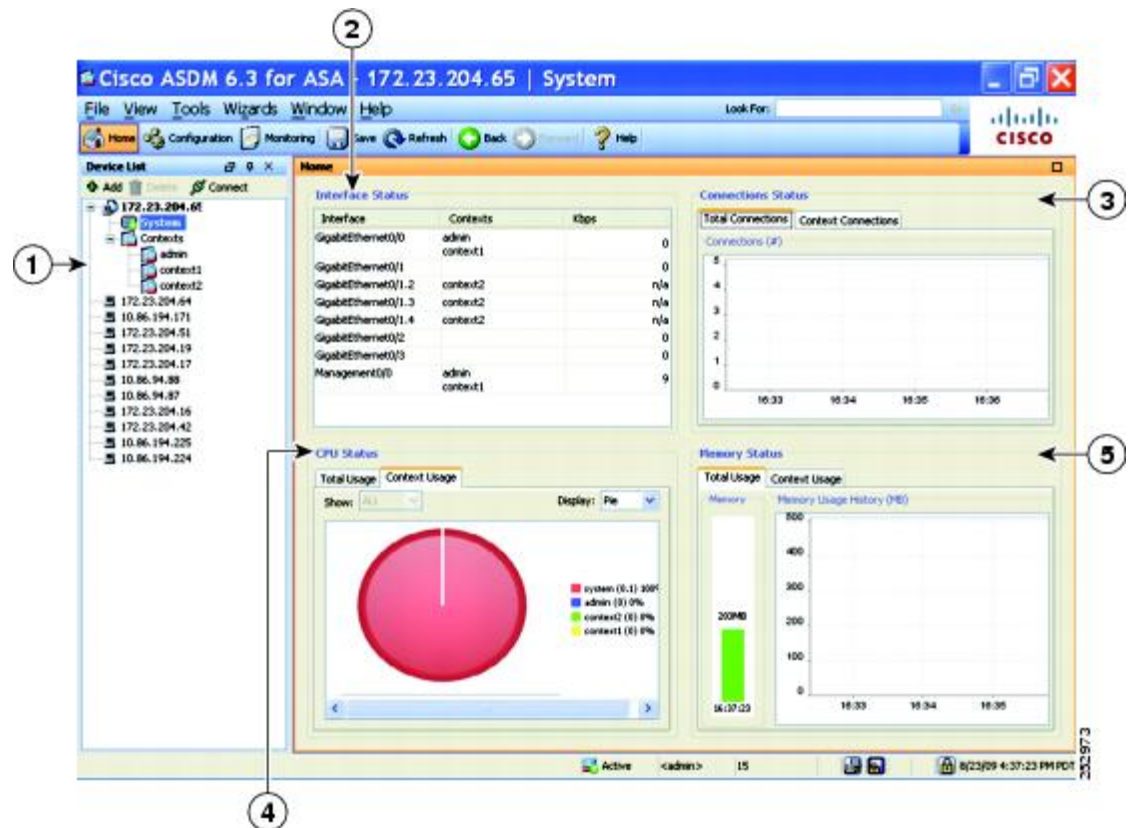 2
Cisco ASDM 6.3 for ASA - 172.23.204.65 | System
File View Tools Wizards Window Help
Look For:
Home Configuration Monitoring Save Refresh Back Forward Help
CISCO
Device List
Home
Add Delete Connect
172.23.204.65
System
Contexts
admin
context1
context2
172.23.204.64
10.86.194.171
172.23.204.51
172.23.204.19
172.23.204.17
10.86.94.88
10.86.94.87
172.23.204.16
172.23.204.42
10.86.194.225
10.86.194.224
1
Interface Status
Interface Contexts Kbps
GigabitEthernet0/0 admin 0
context1
GigabitEthernet0/1 0
GigabitEthernet0/1.2 context2 n/a
GigabitEthernet0/1.3 context2 n/a
GigabitEthernet0/1.4 context2 n/a
GigabitEthernet0/2 0
GigabitEthernet0/3 0
Management0/0 admin 9
context1
Connections Status
3
Total Connections Context Connections
Connections (#)
5
4
3
2
1
0
16:33 16:34 16:35 16:36
CPU Status
Total Usage Context Usage
Show: ALL Display: Pie
system (0.1) 100%
admin (0) 0%
context2 (0) 0%
context1 (0) 0%
4
Memory Status
5
Total Usage Context Usage
Memory
203MB
16:37:23
Memory Usage History (MB)
500
400
300
200
100
0
16:33 16:34 16:35
Active <admin> 15 8/23/09 4:37:23 PM PDT
252973